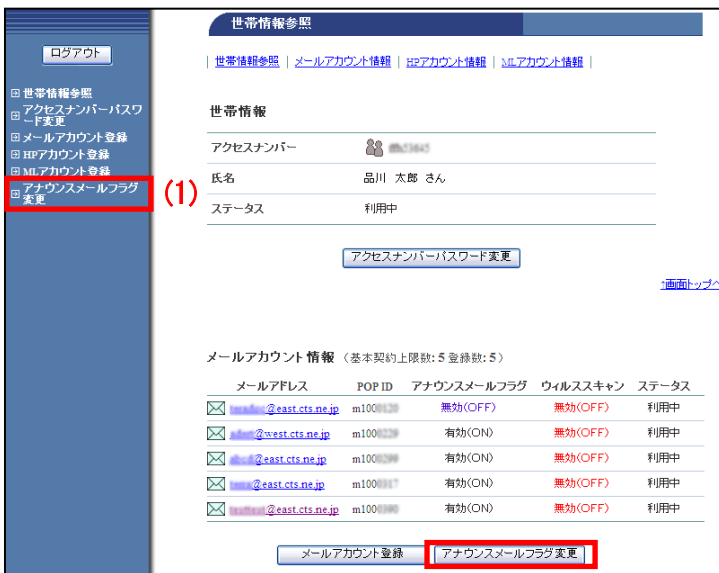 世帯情報参照
ログアウト
世帯情報参照 | メールアカウント情報 | HPアカウント情報 | MLアカウント情報 |
世帯情報参照
アクセスナンバーパスワ
ード変更
メールアカウント登録
HPアカウント登録
MLアカウント登録
アナウンスメールフラグ
変更
(1)
世帯情報
アクセスナンバー
氏名 品川 太郎 さん
ステータス 利用中
アクセスナンバーパスワード変更
↑画面トップへ
メールアカウント情報 (基本契約上限数:5 登録数:5)
メールアドレス POP ID アナウンスメールフラグ ウィルススキャン ステータス
@east.cts.ne.jp m100 無効(OFF) 無効(OFF) 利用中
@west.cts.ne.jp m100 有効(ON) 無効(OFF) 利用中
@east.cts.ne.jp m100 有効(ON) 無効(OFF) 利用中
@east.cts.ne.jp m100 有効(ON) 無効(OFF) 利用中
@east.cts.ne.jp m100 有効(ON) 無効(OFF) 利用中
メールアカウント登録 アナウンスメールフラグ変更